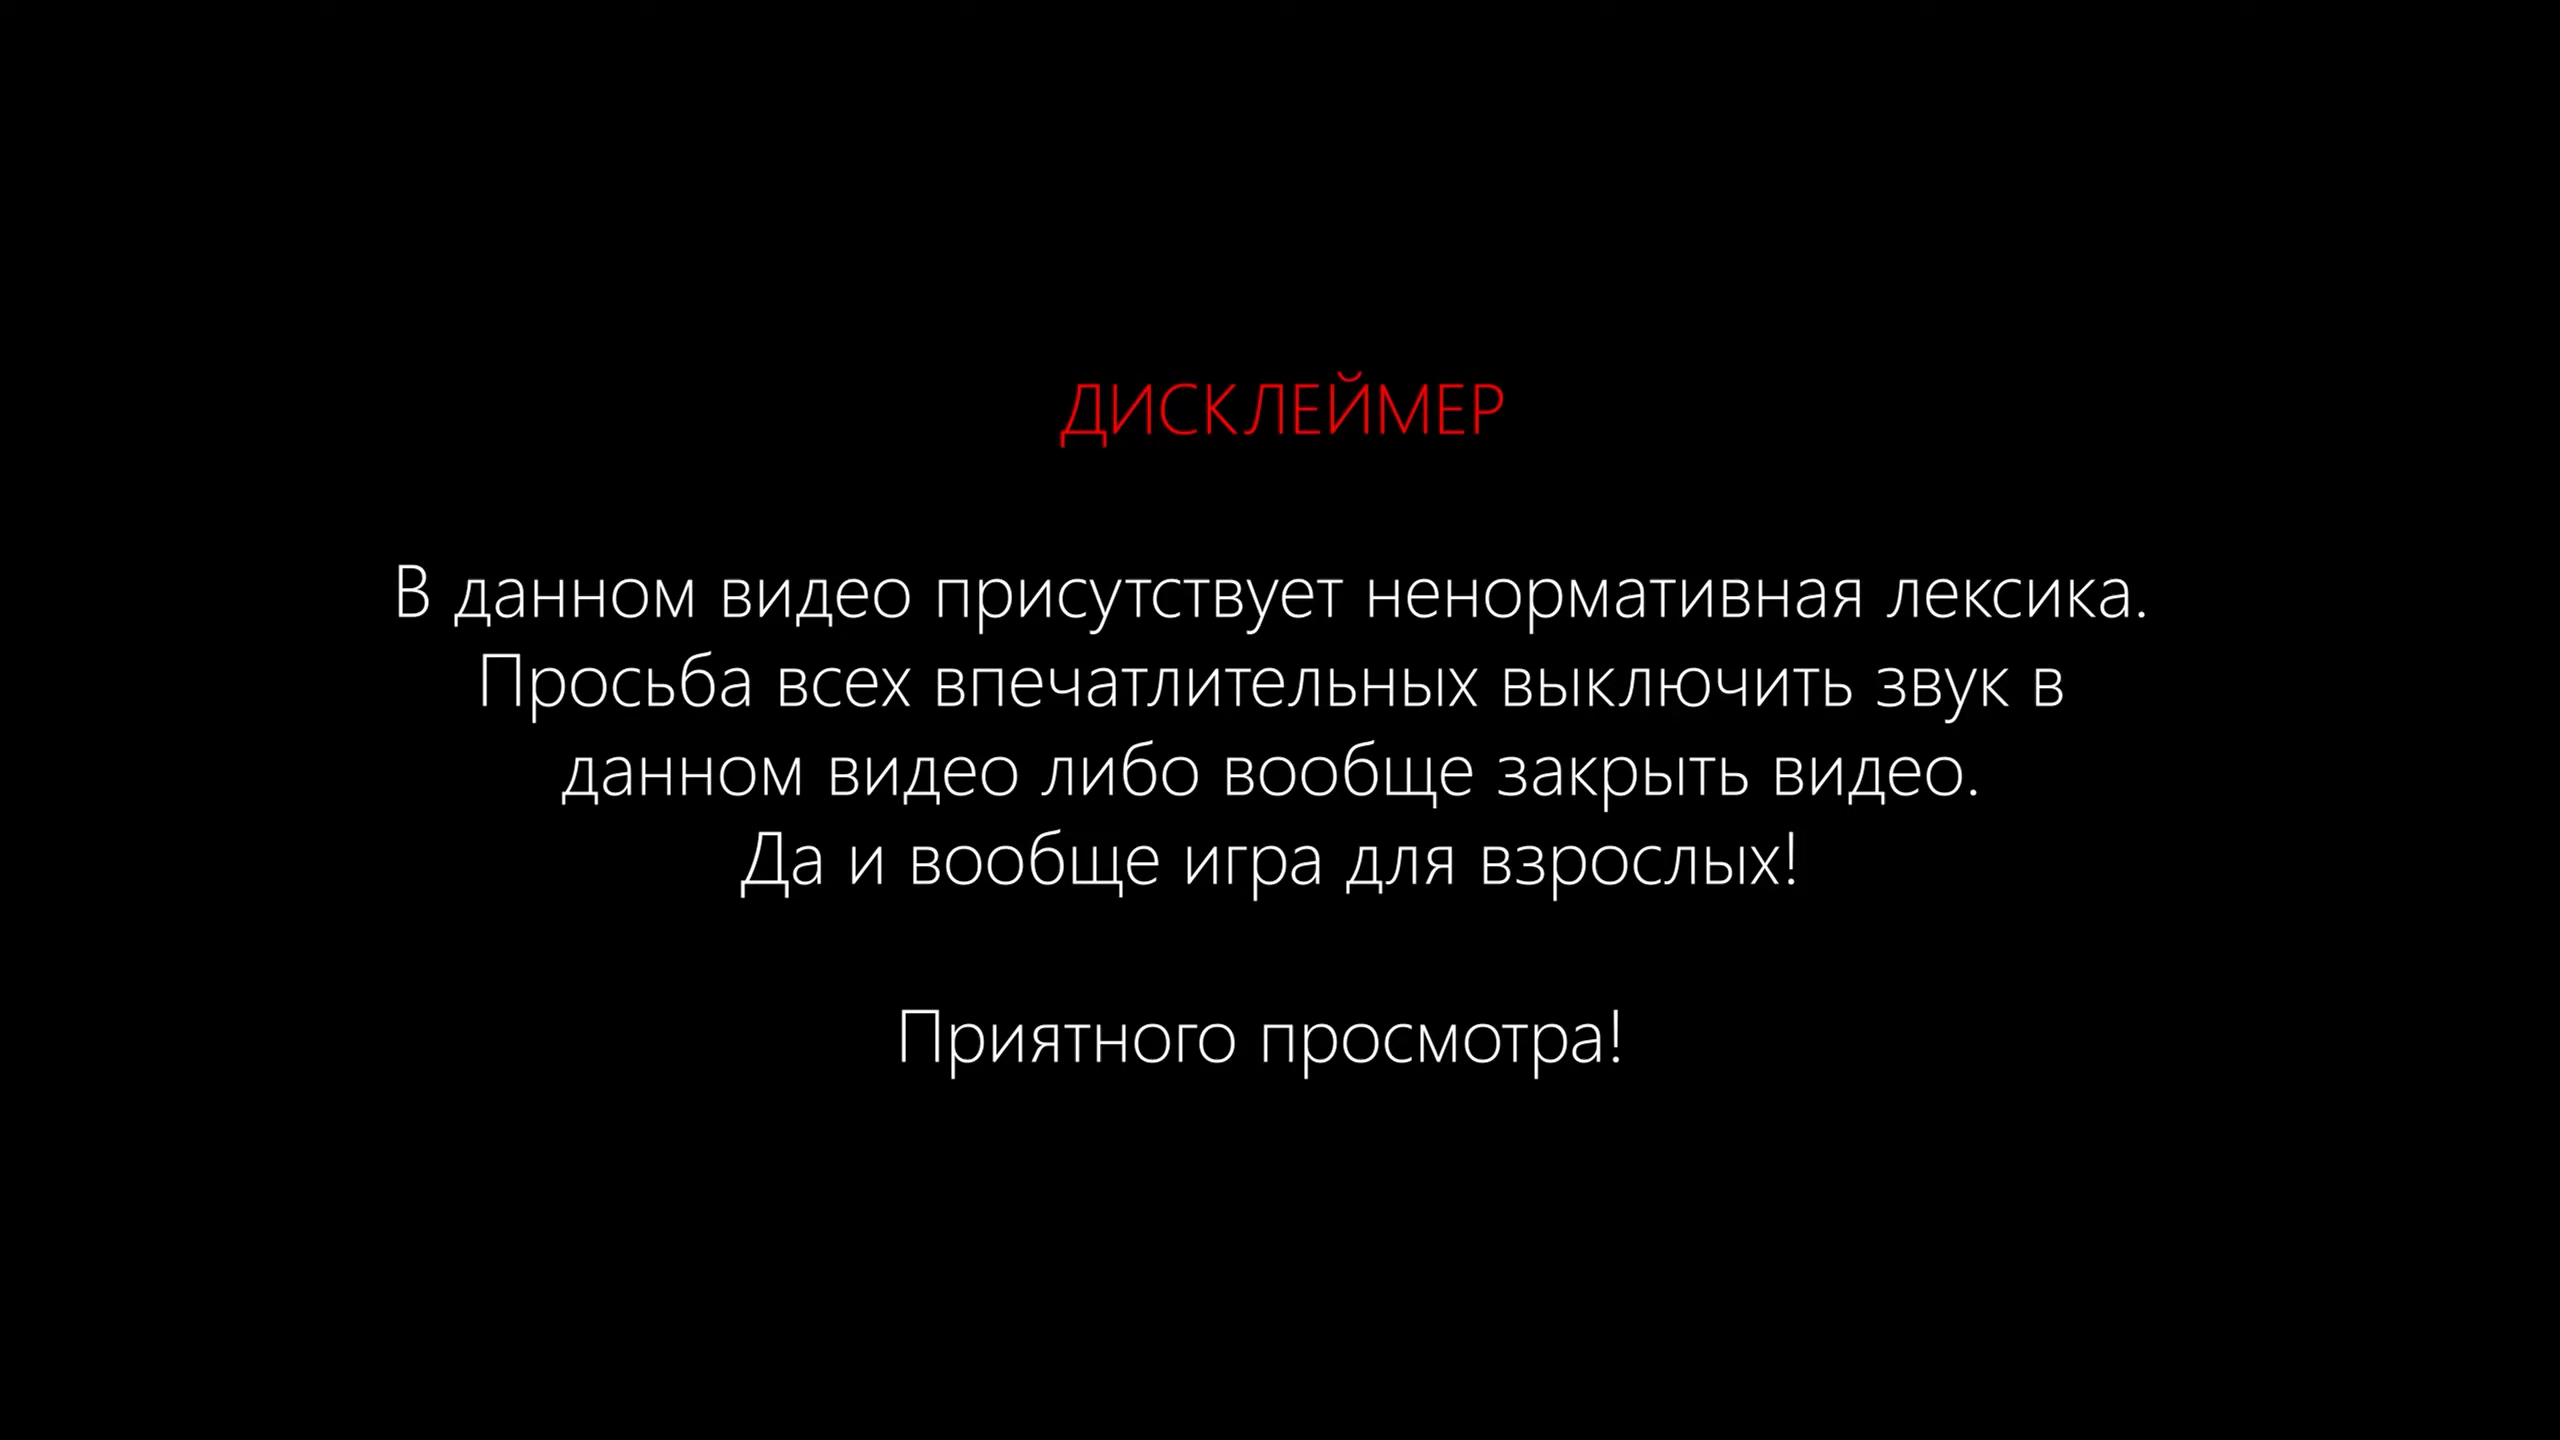 ДИСКЛЕЙМЕР
В данном видео присутствует ненормативная лексика.
Просьба всех впечатлительных выключить звук в
данном видео либо вообще закрыть видео.
Да и вообще игра для взрослых!
Приятного просмотра!